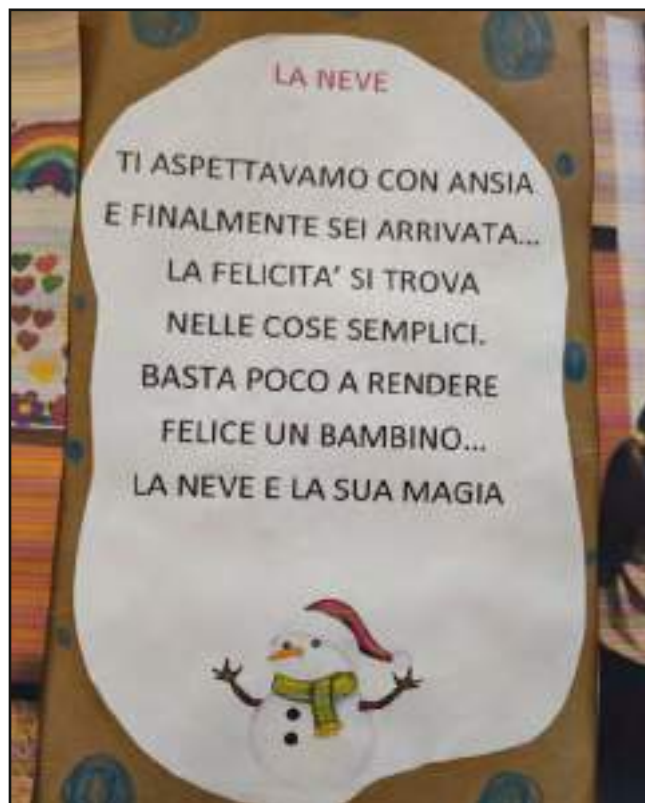 LA NEVE
TI ASPETTAVAMO CON ANSIA
E FINALMENTE SEI ARRIVATA...
LA FELICITA' SI TROVA
NELLE COSE SEMPLICI.
BASTA POCO A RENDERE
FELICE UN BAMBINO...
LA NEVE E LA SUA MAGIA